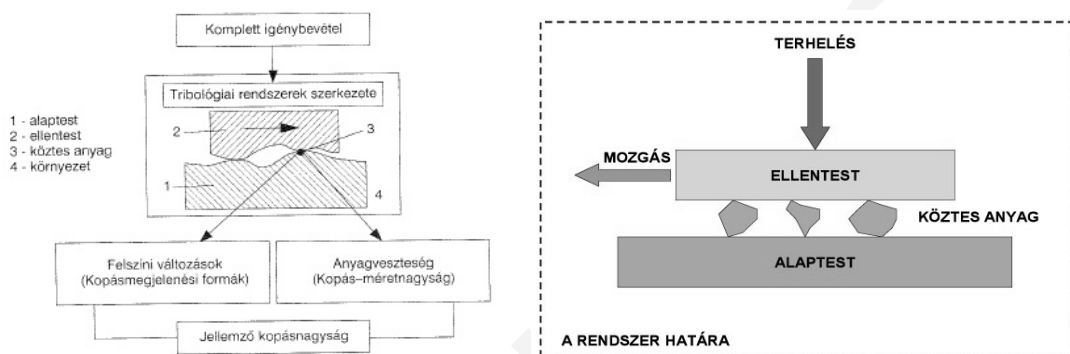 Komplett igénybevétel
Tribológiai rendszerek szerkezete
1 - alaptest
2 - ellentest
3 - köztes anyag
4 - környezet
2
3
1
4
Felszíni változások
(Kopásmegjelenési formák)
Anyagveszteség
(Kopás–méretnagyság)
Jellemző kopásnagyság
TERHELÉS
MOZGÁS
ELLENTEST
KÖZTES ANYAG
ALAPTEST
A RENDSZER HATÁRA